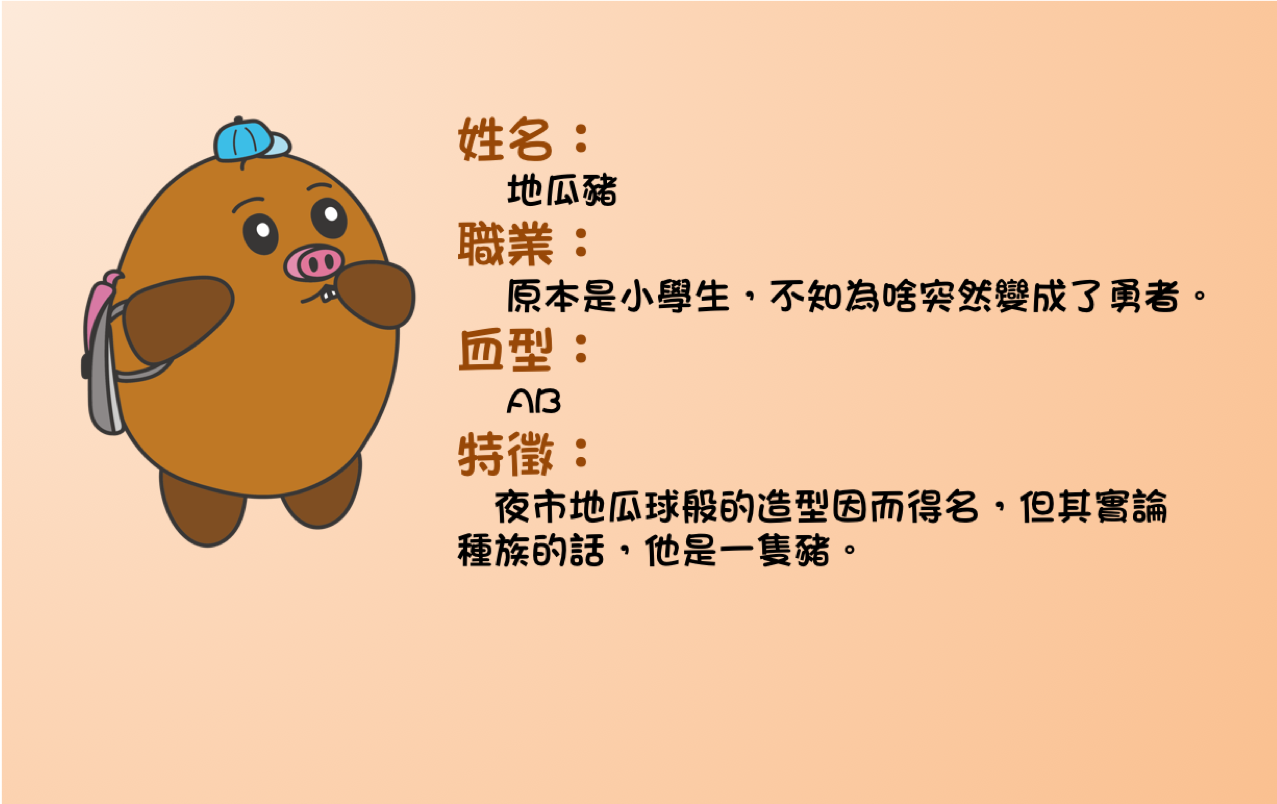 姓名：
地瓜豬
職業：
原本是小學生，不知為啥突然變成了勇者。
血型：
AB
特徵：
夜市地瓜球般的造型因而得名，但其實論
種族的話，他是一隻豬。